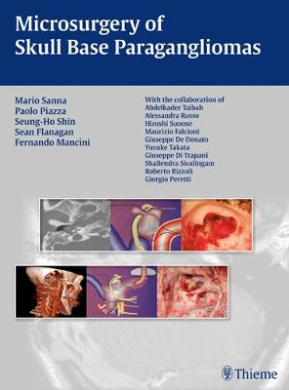 Microsurgery of
Skull Base Paragangliomas
Mario Sanna
Paolo Piazza
Seung-Ho Shin
Sean Flanagan
Fernando Mancini
With the collaboration of
Abdelkader Taibah
Alessandra Russo
Hiroshi Sunose
Maurizio Falcioni
Giuseppe De Donato
Yusuke Takata
Giuseppe Di Trapani
Shailendra Sivalingam
Roberto Rizzoli
Giorgio Peretti
Thieme